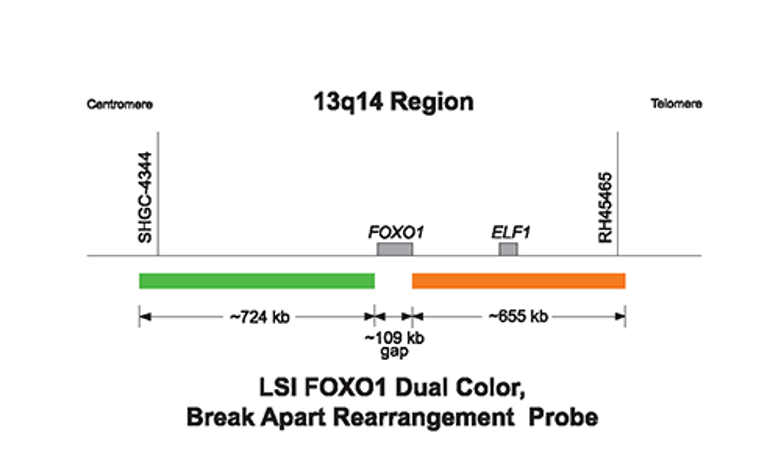 13q14 Region
Centromere
Telomere
SHGC-4344
RH45465
FOXO1
ELF1
~724 kb
~655 kb
~109 kb
gap
LSI FOXO1 Dual Color,
Break Apart Rearrangement Probe